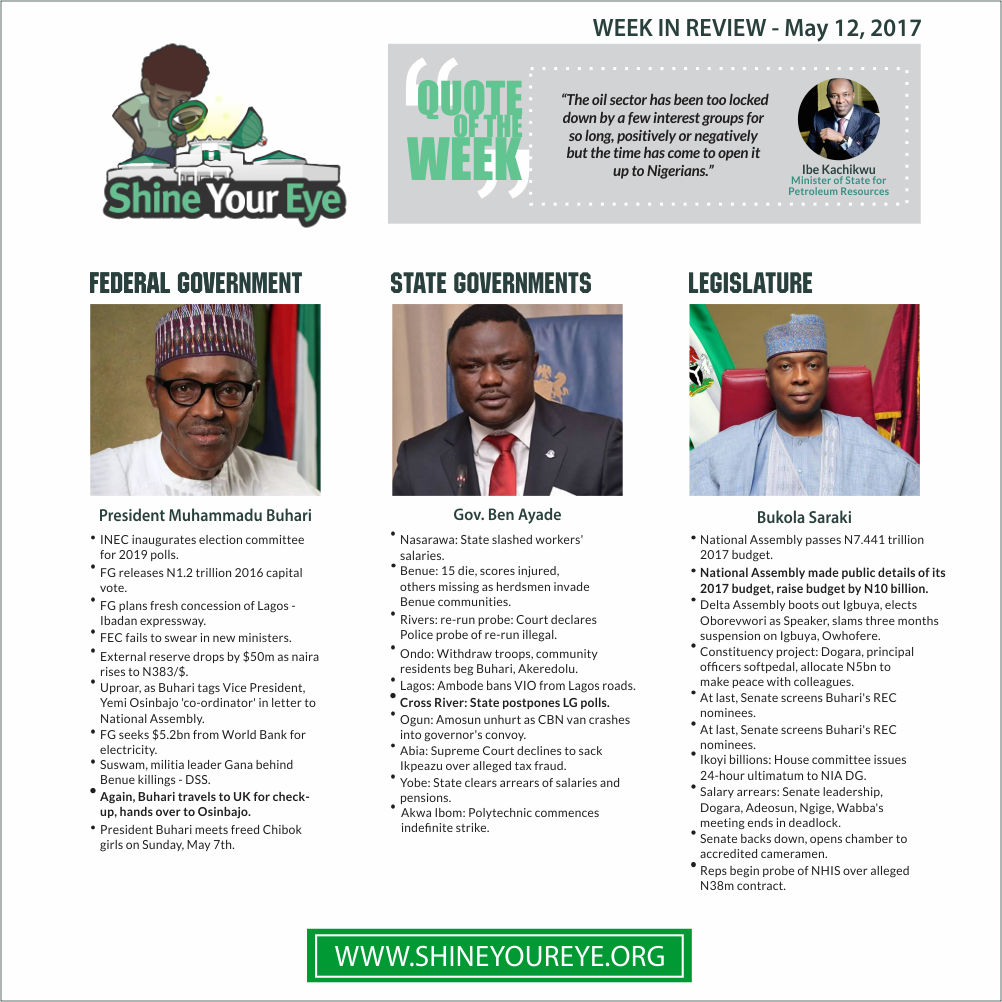 WEEK IN REVIEW - May 12, 2017
Shine Your Eye
QUOTE
OF THE
WEEK
“The oil sector has been too locked
down by a few interest groups for
so long, positively or negatively
but the time has come to open it
up to Nigerians.”
Ibe Kachikwu
Minister of State for
Petroleum Resources
FEDERAL GOVERNMENT
President Muhammadu Buhari
• INEC inaugurates election committee
for 2019 polls.
• FG releases N1.2 trillion 2016 capital
vote.
• FG plans fresh concession of Lagos -
Ibadan expressway.
• FEC fails to swear in new ministers.
• External reserve drops by $50m as naira
rises to N383/$.
• Uproar, as Buhari tags Vice President,
Yemi Osinbajo 'co-ordinator' in letter to
National Assembly.
• FG seeks $5.2bn from World Bank for
electricity.
• Suswam, militia leader Gana behind
Benue killings - DSS.
• Again, Buhari travels to UK for check-
up, hands over to Osinbajo.
• President Buhari meets freed Chibok
girls on Sunday, May 7th.
STATE GOVERNMENTS
Gov. Ben Ayade
• Nasarawa: State slashed workers'
salaries.
• Benue: 15 die, scores injured,
others missing as herdsmen invade
Benue communities.
• Rivers: re-run probe: Court declares
Police probe of re-run illegal.
• Ondo: Withdraw troops, community
residents beg Buhari, Akeredolu.
• Lagos: Ambode bans VIO from Lagos roads.
• Cross River: State postpones LG polls.
• Ogun: Amosun unhurt as CBN van crashes
into governor's convoy.
• Abia: Supreme Court declines to sack
Ikpeazu over alleged tax fraud.
• Yobe: State clears arrears of salaries and
pensions.
• Akwa Ibom: Polytechnic commences
indefinite strike.
LEGISLATURE
Bukola Saraki
• National Assembly passes N7.441 trillion
2017 budget.
• National Assembly made public details of its
2017 budget, raise budget by N10 billion.
• Delta Assembly boots out Igbuya, elects
Oborevwori as Speaker, slams three months
suspension on Igbuya, Owhofere.
• Constituency project: Dogara, principal
officers softpedal, allocate N5bn to
make peace with colleagues.
• At last, Senate screens Buhari's REC
nominees.
• At last, Senate screens Buhari's REC
nominees.
• Ikoyi billions: House committee issues
24-hour ultimatum to NIA DG.
• Salary arrears: Senate leadership,
Dogara, Adeosun, Ngige, Wabba's
meeting ends in deadlock.
• Senate backs down, opens chamber to
accredited cameramen.
• Reps begin probe of NHIS over alleged
N38m contract.
WWW.SHINEYOUREYE.ORG